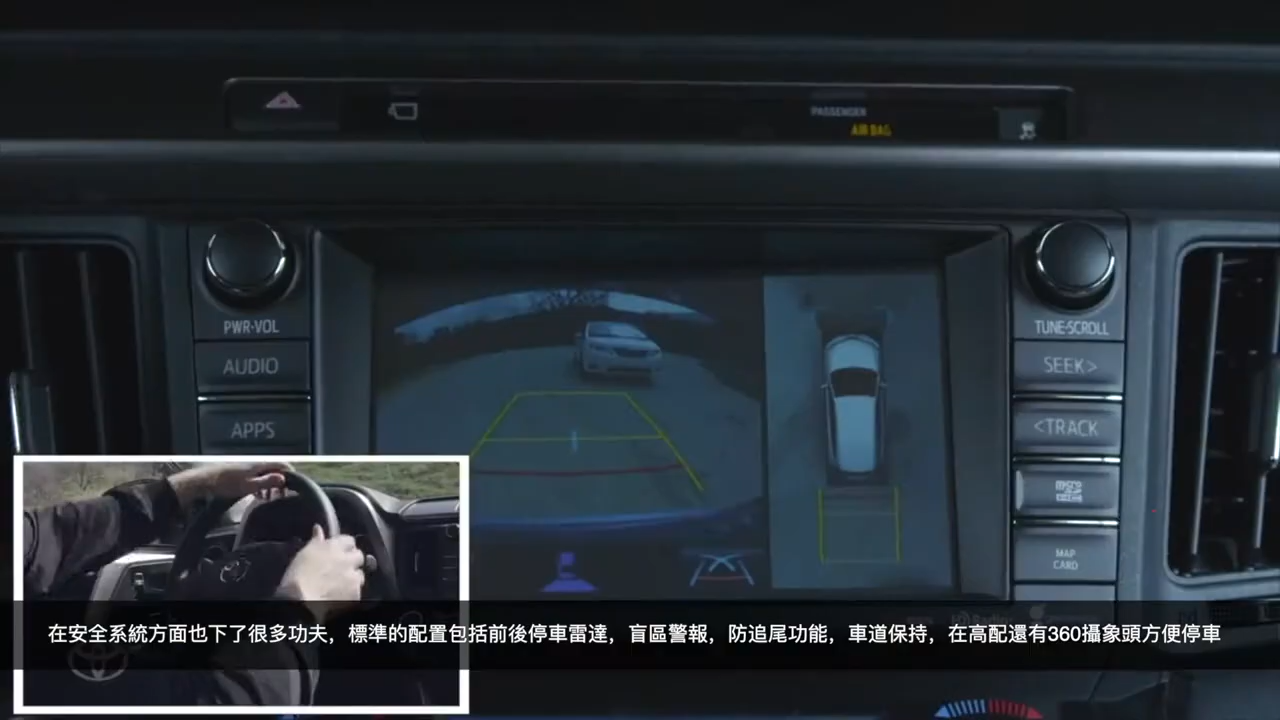 PASSENGER
AIR BAG
PWR·VOL
TUNE·SCROLL
AUDIO
SEEK>
APPS
<TRACK
micro SD
MAP
CARD
在安全系統方面也下了很多功夫，標準的配置包括前後停車雷達，盲區警報，防追尾功能，車道保持，在高配還有360攝象頭方便停車